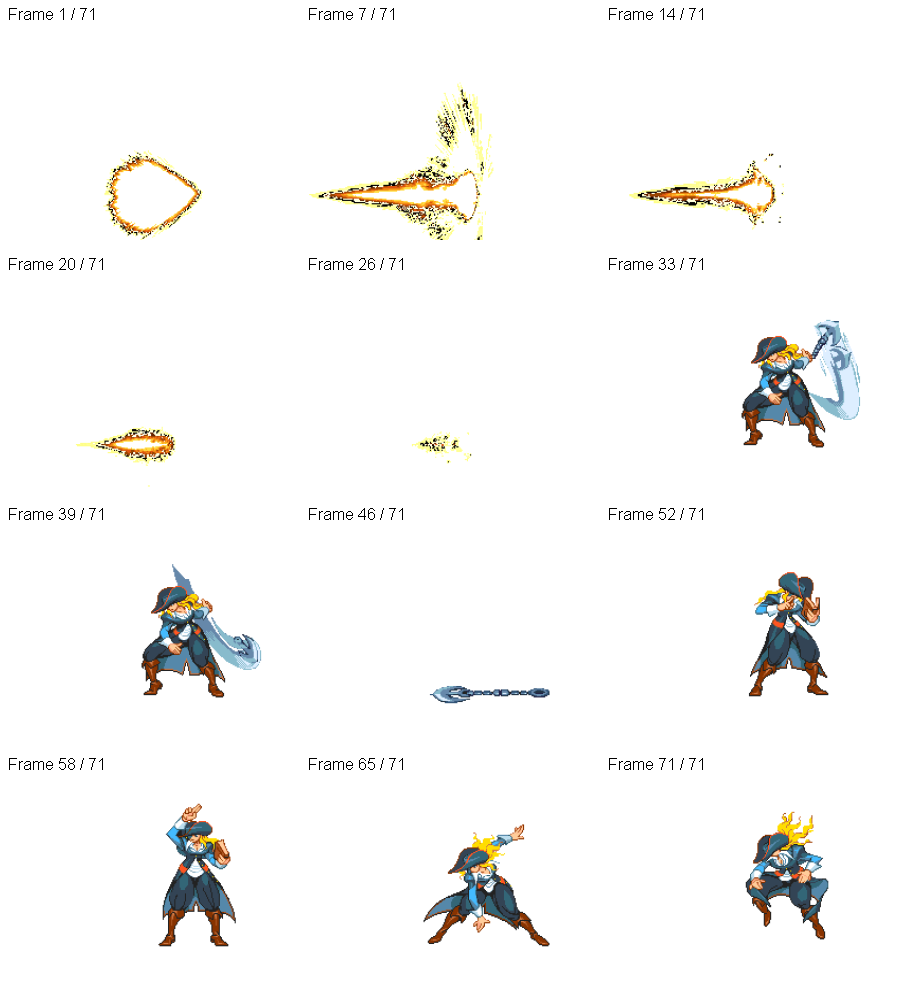 Frame 1 / 71
Frame 7 / 71
Frame 14 / 71
Frame 20 / 71
Frame 26 / 71
Frame 33 / 71
Frame 39 / 71
Frame 46 / 71
Frame 52 / 71
Frame 58 / 71
Frame 65 / 71
Frame 71 / 71